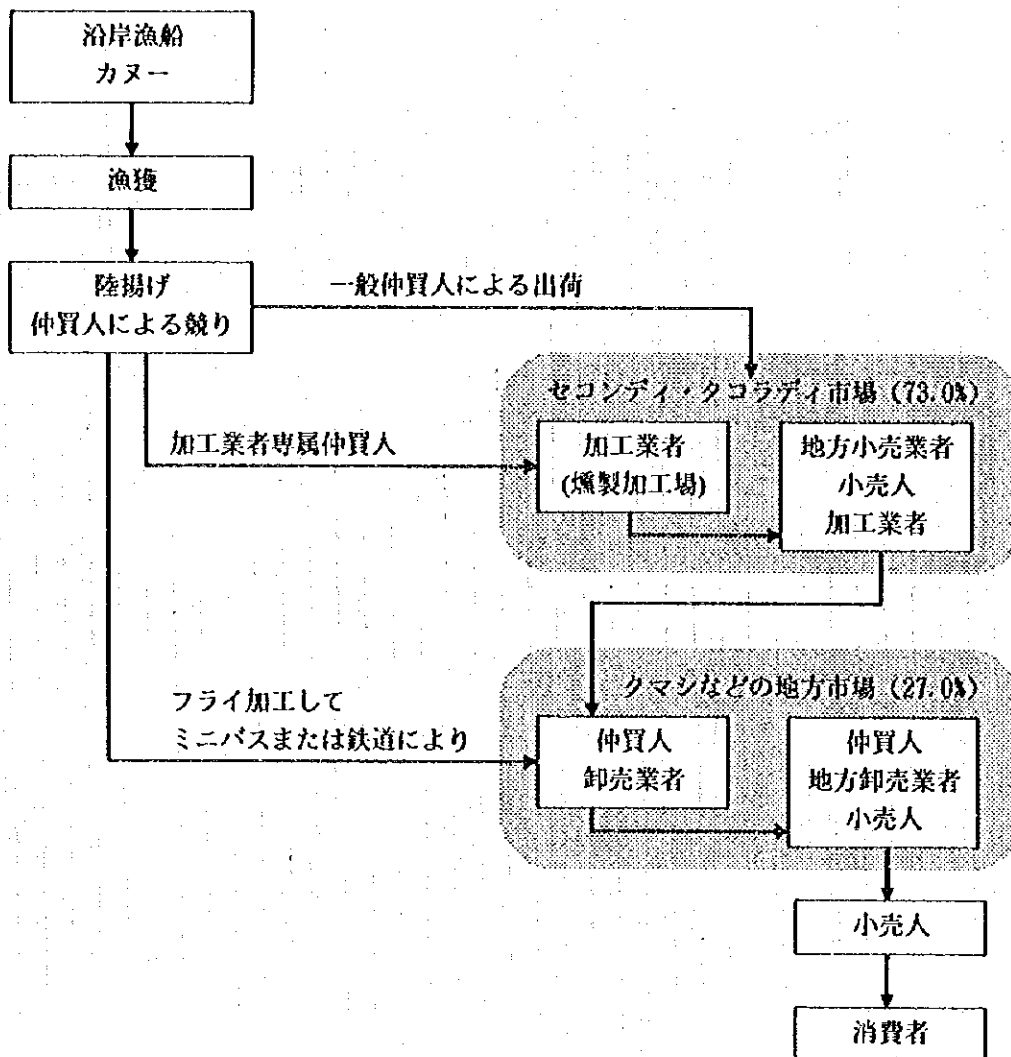 沿岸漁船
カヌー
漁獲
陸揚げ
仲買人による競り
一般仲買人による出荷
セコンディ・タコラディ市場 (73.0%)
加工業者専属仲買人
加工業者
(燻製加工場)
地方小売業者
小売人
加工業者
クマシなどの地方市場 (27.0%)
フライ加工して
ミニバスまたは鉄道により
仲買人
卸売業者
仲買人
地方卸売業者
小売人
小売人
消費者